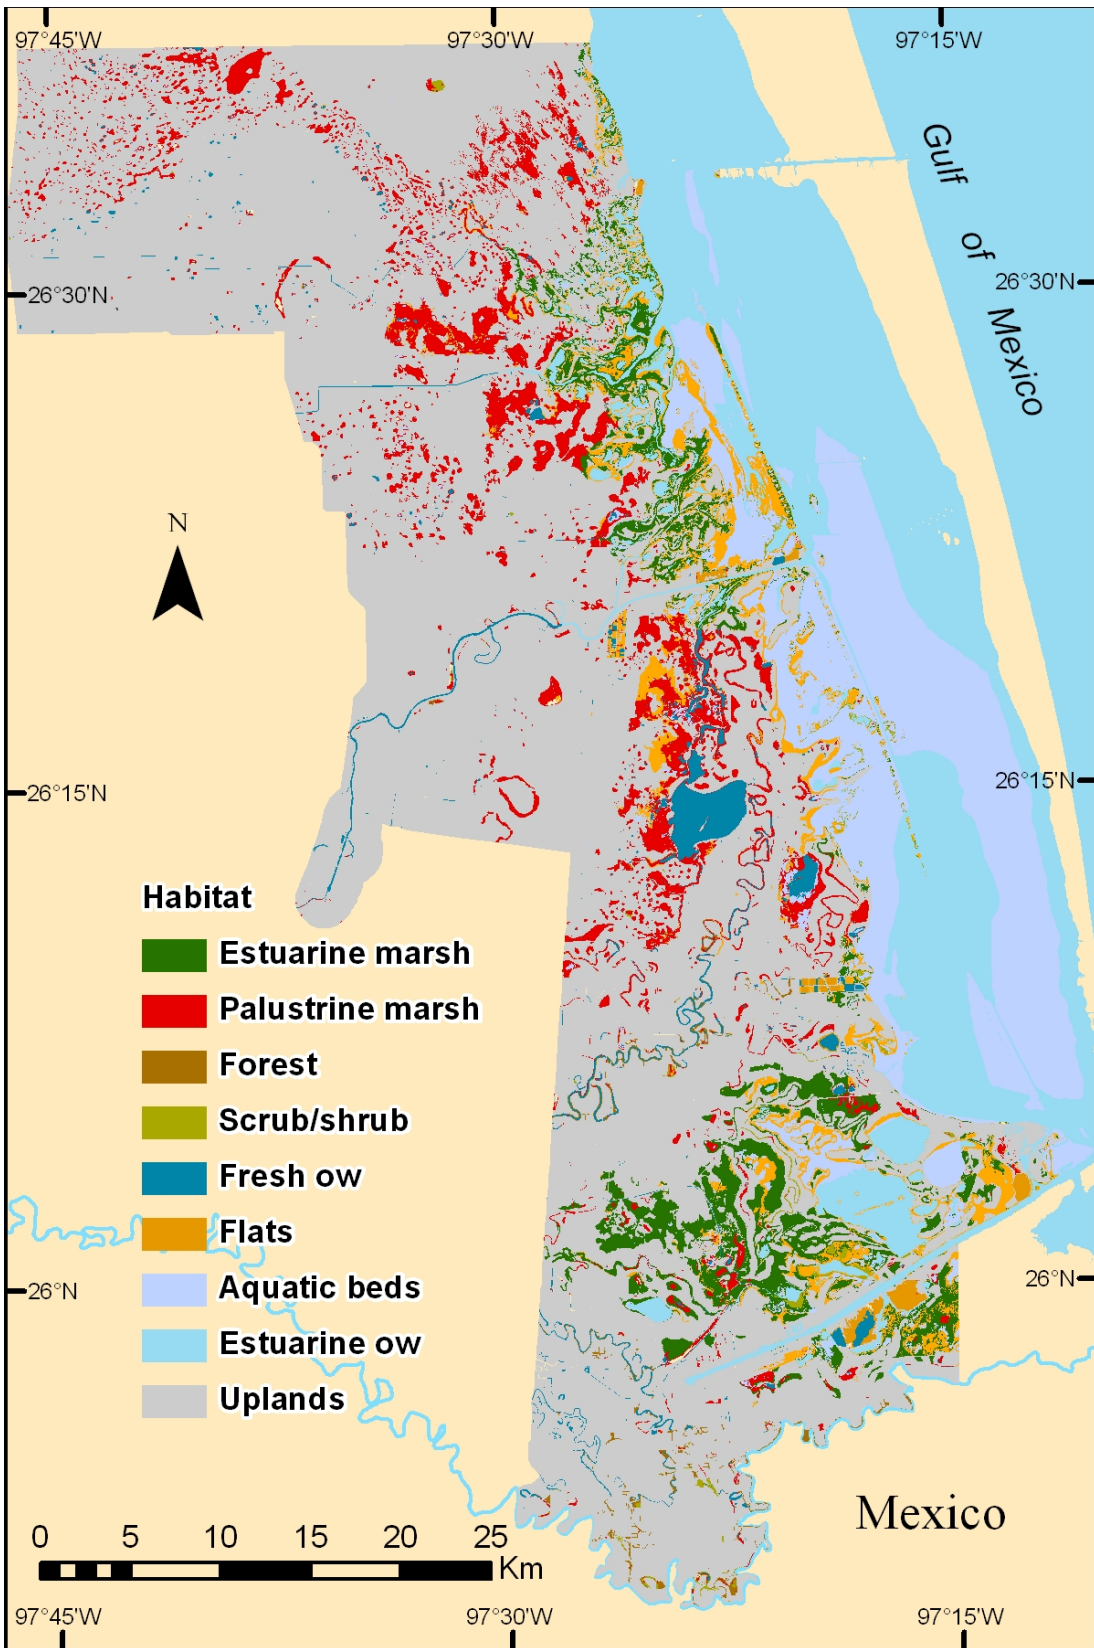 97°45'W 97°30'W 97°15'W
Gulf of Mexico
26°30'N 26°30'N
N
26°15'N 26°15'N
Habitat
Estuarine marsh
Palustrine marsh
Forest
Scrub/shrub
Fresh ow
Flats
Aquatic beds
26°N 26°N
Estuarine ow
Uplands
Mexico
0 5 10 15 20 25
Km
97°45'W 97°30'W 97°15'W